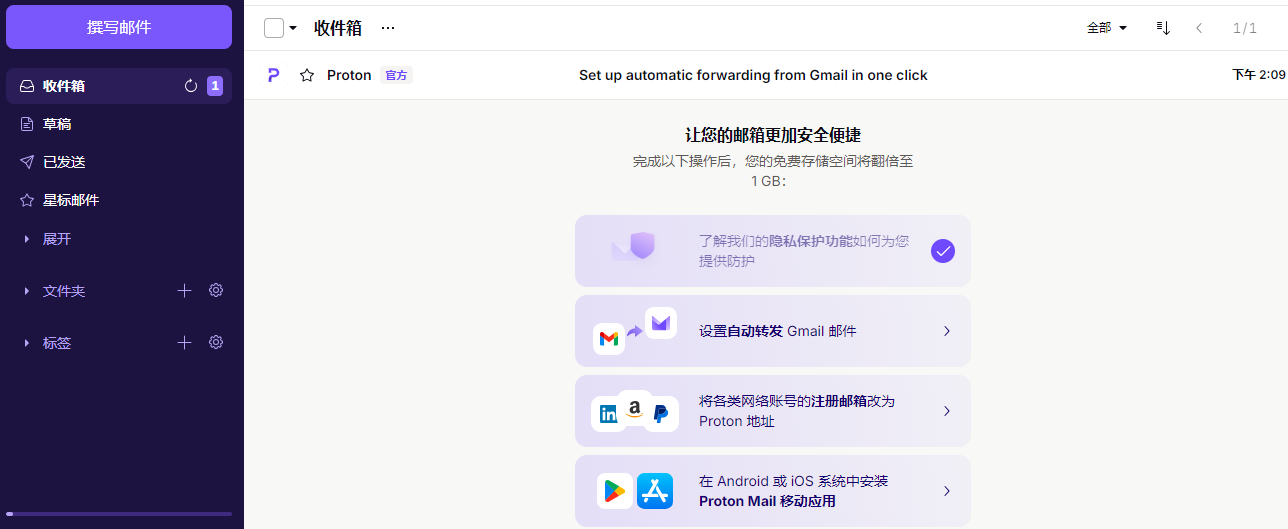 撰写邮件
收件箱
全部
1/1
收件箱
1
Proton 官方
Set up automatic forwarding from Gmail in one click
下午 2:09
草稿
已发送
星标邮件
展开
文件夹
标签
让您的邮箱更加安全便捷
完成以下操作后，您的免费存储空间将翻倍至
1 GB：
了解我们的隐私保护功能如何为您
提供防护
设置自动转发 Gmail 邮件
in
a
将各类网络账号的注册邮箱改为
Proton 地址
在 Android 或 iOS 系统中安装
Proton Mail 移动应用